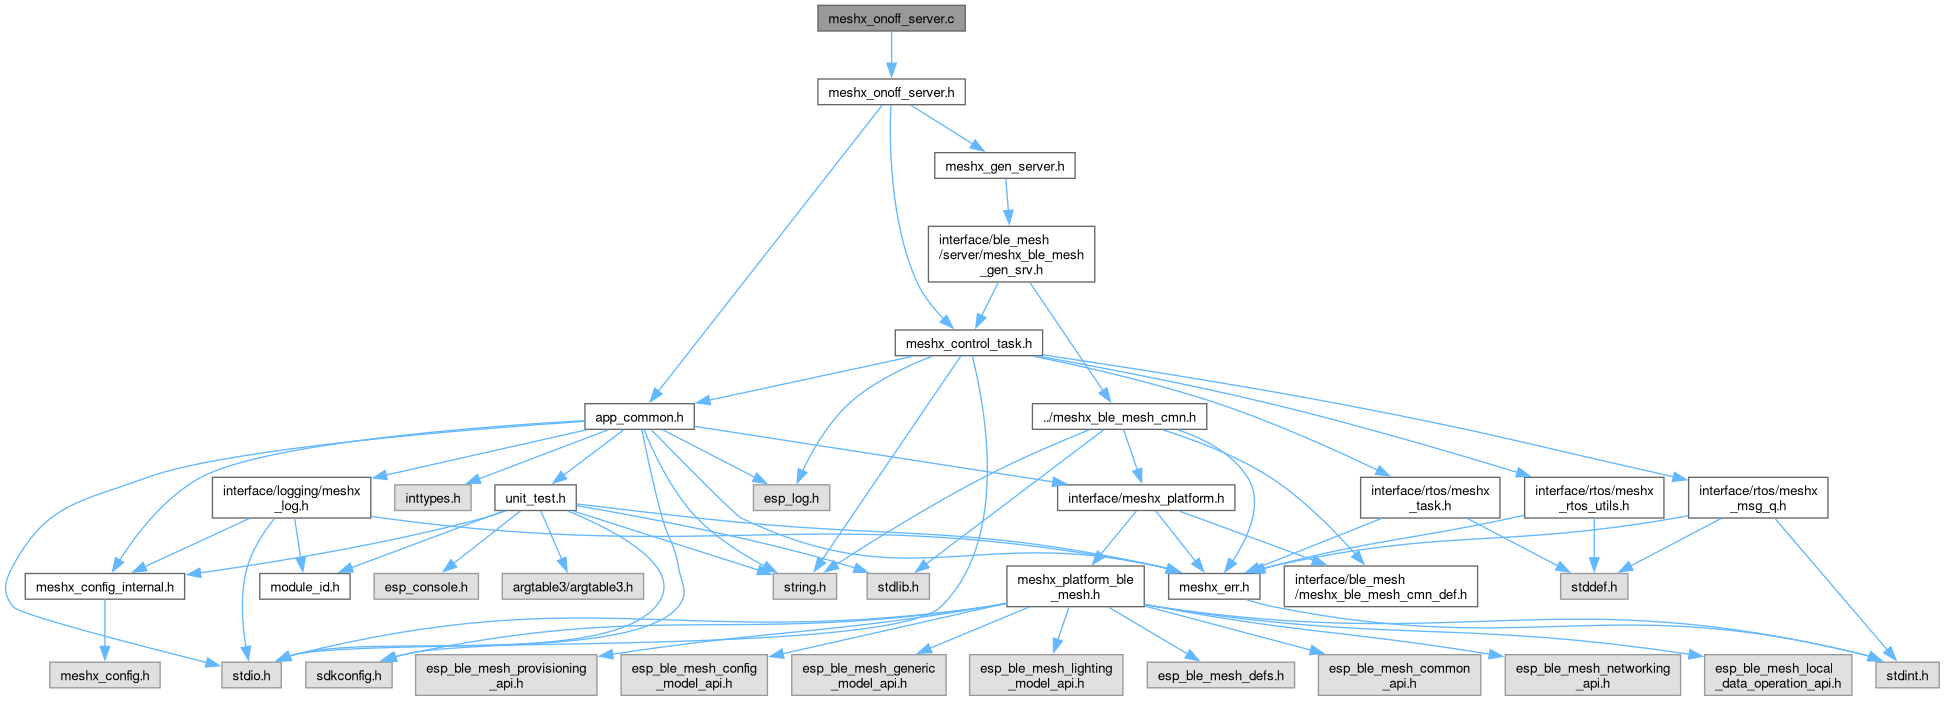 meshx_onoff_server.c
meshx_onoff_server.h
meshx_gen_server.h
interface/ble_mesh
/server/meshx_ble_mesh
_gen_srv.h
meshx_control_task.h
app_common.h
../meshx_ble_mesh_cmn.h
interface/logging/meshx
_log.h
inttypes.h
unit_test.h
esp_log.h
interface/meshx_platform.h
interface/rtos/meshx
_task.h
interface/rtos/meshx
_rtos_utils.h
interface/rtos/meshx
_msg_q.h
meshx_config_internal.h
module_id.h
esp_console.h
argtable3/argtable3.h
string.h
stdlib.h
meshx_platform_ble
_mesh.h
meshx_err.h
interface/ble_mesh
/meshx_ble_mesh_cmn_def.h
stddef.h
meshx_config.h
stdio.h
sdkconfig.h
esp_ble_mesh_provisioning
_api.h
esp_ble_mesh_config
_model_api.h
esp_ble_mesh_generic
_model_api.h
esp_ble_mesh_lighting
_model_api.h
esp_ble_mesh_defs.h
esp_ble_mesh_common
_api.h
esp_ble_mesh_networking
_api.h
esp_ble_mesh_local
_data_operation_api.h
stdint.h